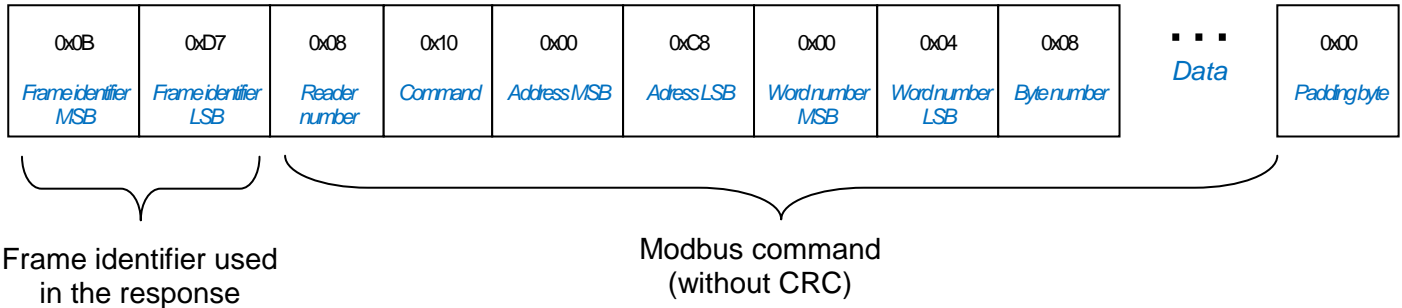 0x0B 0xD7 0x08 0x10 0x00 0xC8 0x00 0x04 0x08 ... 0x00
Frame identifier MSB
Frame identifier LSB
Reader number
Command
Address MSB
Adress LSB
Word number MSB
Word number LSB
Byte number
Data
Padding byte
Frame identifier used
in the response
Modbus command
(without CRC)